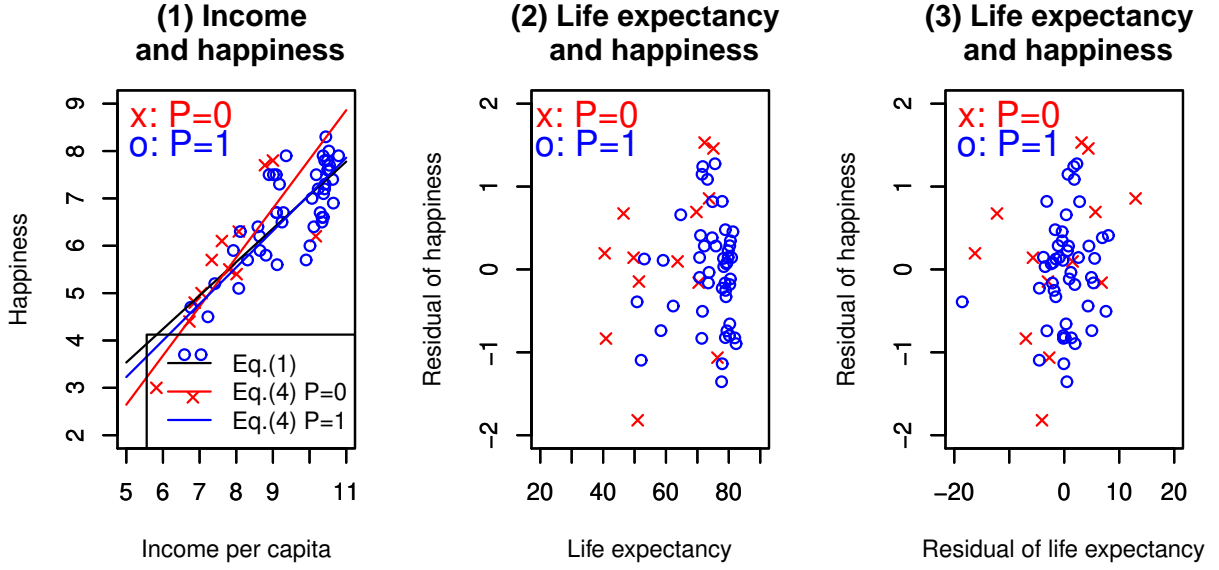 (1) Income
and happiness
x: P=0
o: P=1
Happiness
9
8
7
6
5
4
3
2
Eq.(1)
Eq.(4) P=0
Eq.(4) P=1
5 6 7 8 9 11
Income per capita
(2) Life expectancy
and happiness
x: P=0
o: P=1
Residual of happiness
2
1
0
−1
−2
20 40 60 80
Life expectancy
(3) Life expectancy
and happiness
x: P=0
o: P=1
Residual of happiness
2
1
0
−1
−2
−20 0 10 20
Residual of life expectancy